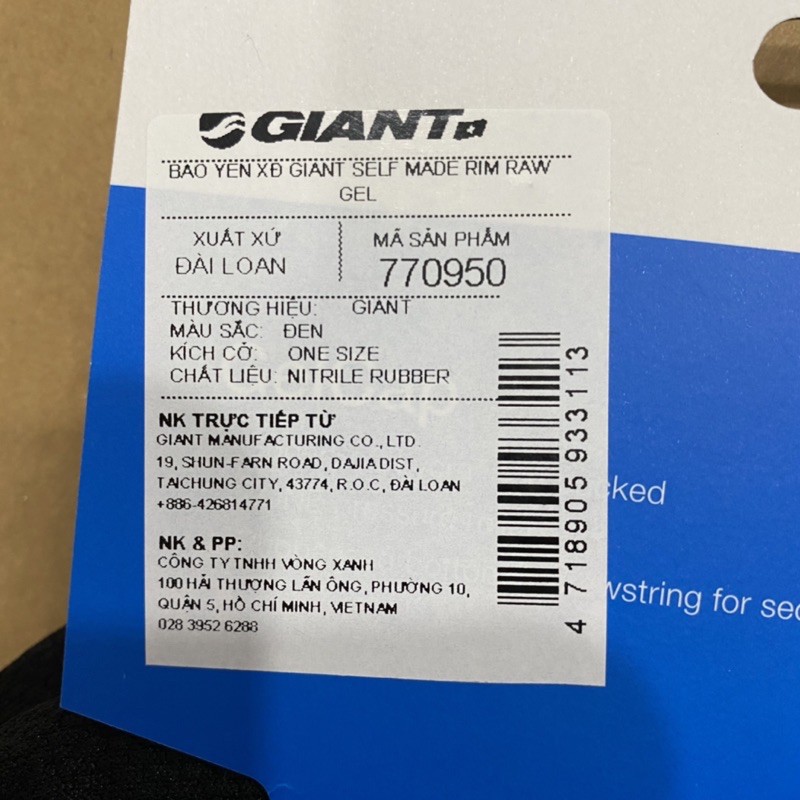 GIANT
BAO YÊN XĐ GIANT SELF MADE RIM RAW
GEL
XUẤT XỨ
ĐÀI LOAN
MÃ SẢN PHẨM
770950
THƯƠNG HIỆU: GIANT
MÀU SẮC: ĐEN
KÍCH CỠ: ONE SIZE
CHẤT LIỆU: NITRILE RUBBER
NK TRỰC TIẾP TỪ
GIANT MANUFACTURING CO., LTD.
19, SHUN-FARN ROAD, DAJIA DIST,
TAICHUNG CITY, 43774, R.O.C, ĐÀI LOAN
+886-426814771
NK & PP:
CÔNG TY TNHH VÒNG XANH
100 HẢI THƯỢNG LÃN ÔNG, PHƯỜNG 10,
QUẬN 5, HỒ CHÍ MINH, VIETNAM
028 3952 6288
4718905933113
cked
wstring for sec